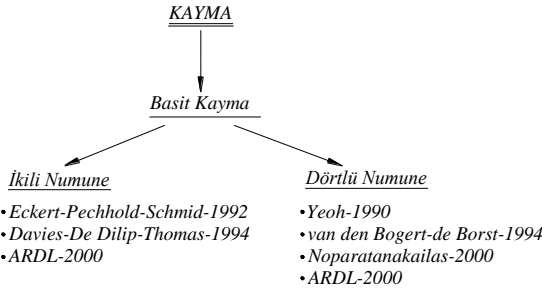 KAYMA
Basit Kayma
İkili Numune
• Eckert-Pechhold-Schmid-1992
• Davies-De Dilip-Thomas-1994
• ARDL-2000
Dörtlü Numune
• Yeoh-1990
• van den Bogert-de Borst-1994
• Noparatanakailas-2000
• ARDL-2000